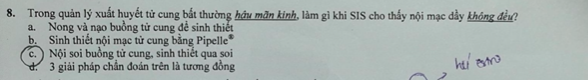 8. Trong quản lý xuất huyết tử cung bất thường hậu mãn kinh, làm gì khi SIS cho thấy nội mạc dầy không đều?
a. Nong và nạo buồng tử cung để sinh thiết
b. Sinh thiết nội mạc tử cung bằng Pipelle®
c. Nội soi buồng tử cung, sinh thiết qua soi
d. 3 giải pháp chẩn đoán trên là tương đồng